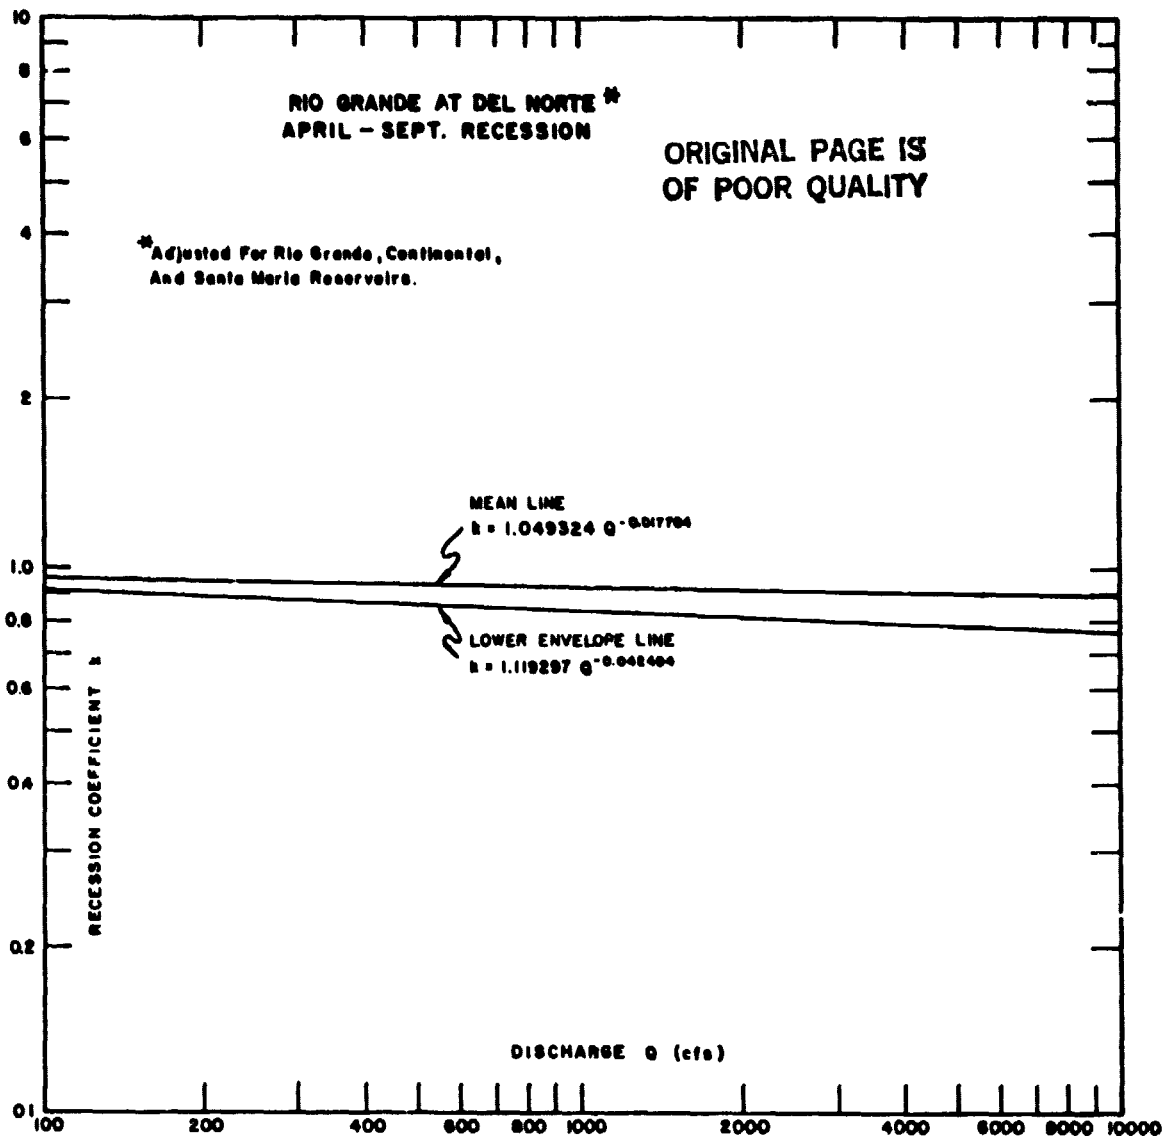 10
8
6
4
2
1.0
0.8
0.6
0.4
0.2
01
RIO GRANDE AT DEL NORTE *
APRIL - SEPT. RECESSION
ORIGINAL PAGE IS
OF POOR QUALITY
*Adjusted For Rio Grande, Continental,
And Santa Maria Reservoirs.
MEAN LINE
k = 1.049324 Q
LOWER ENVELOPE LINE
k = 1.119297 Q
RECESSION COEFFICIENT k
DISCHARGE Q (cfs)
100 200 400 600 800 1000 2000 4000 6000 8000 10000